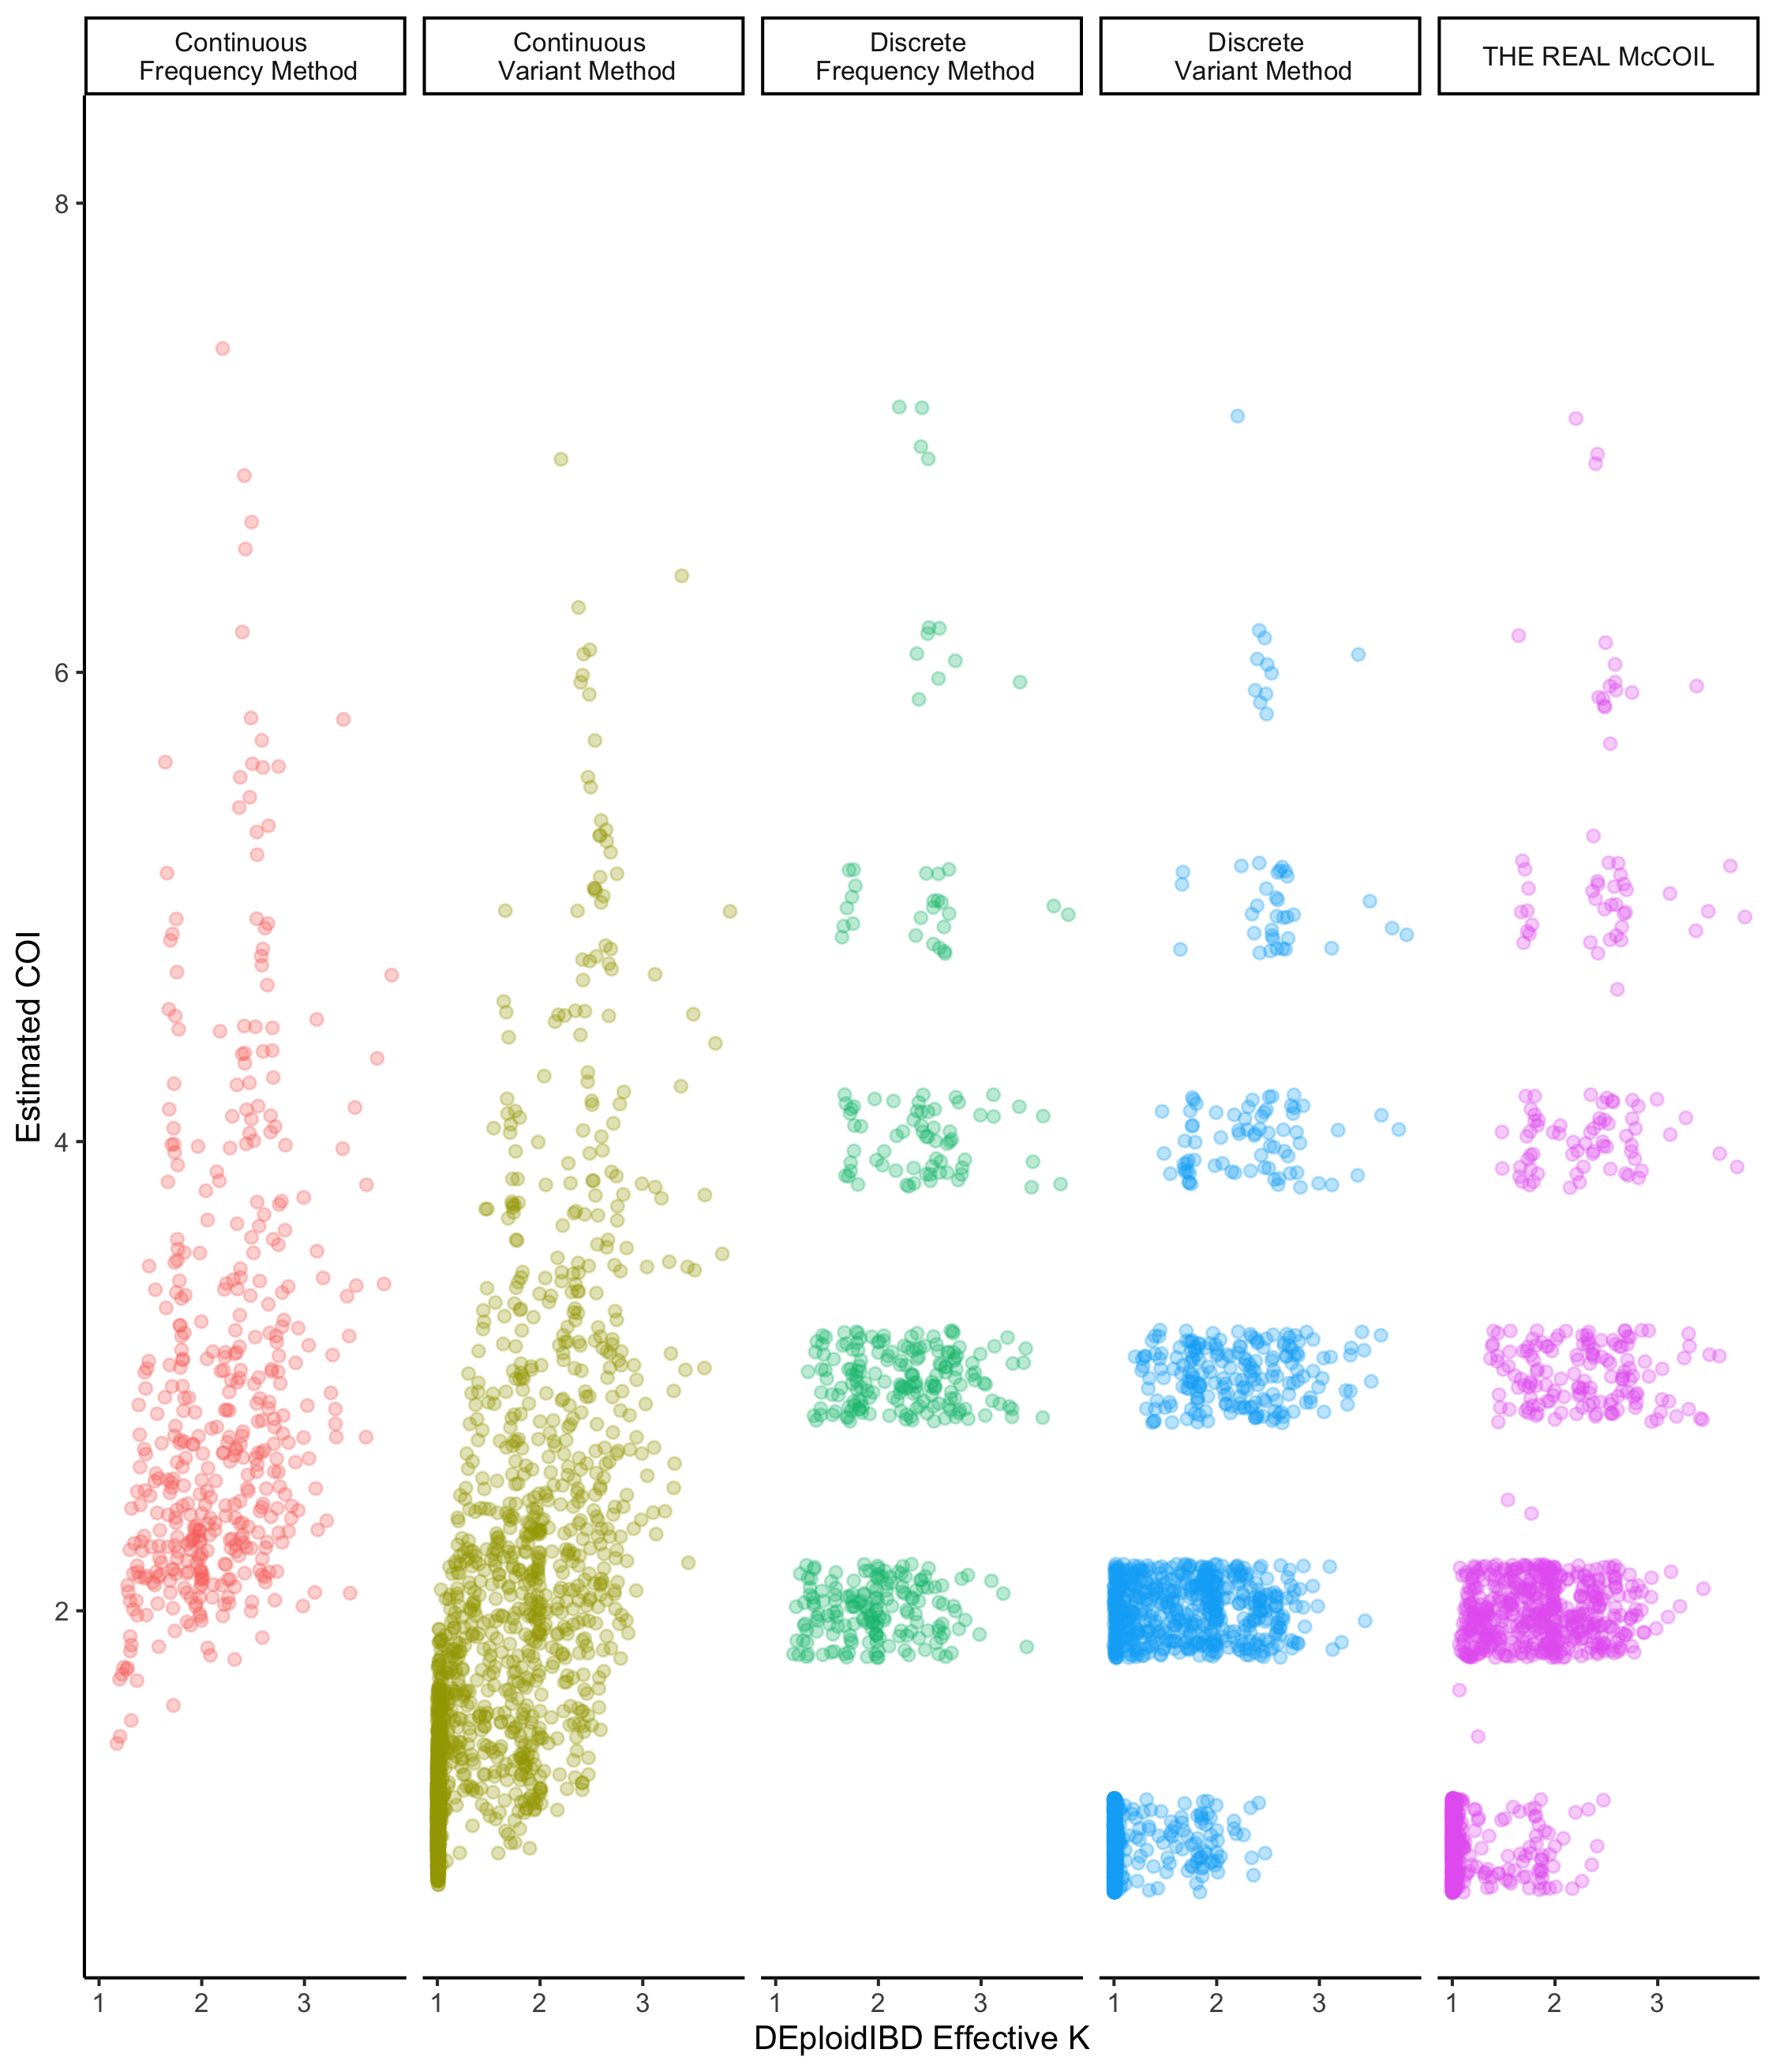 Continuous
Frequency Method
Continuous
Variant Method
Discrete
Frequency Method
Discrete
Variant Method
THE REAL McCOIL
8
6
4
2
Estimated COI
1 2 3
1 2 3
1 2 3
1 2 3
1 2 3
DEploidIBD Effective K